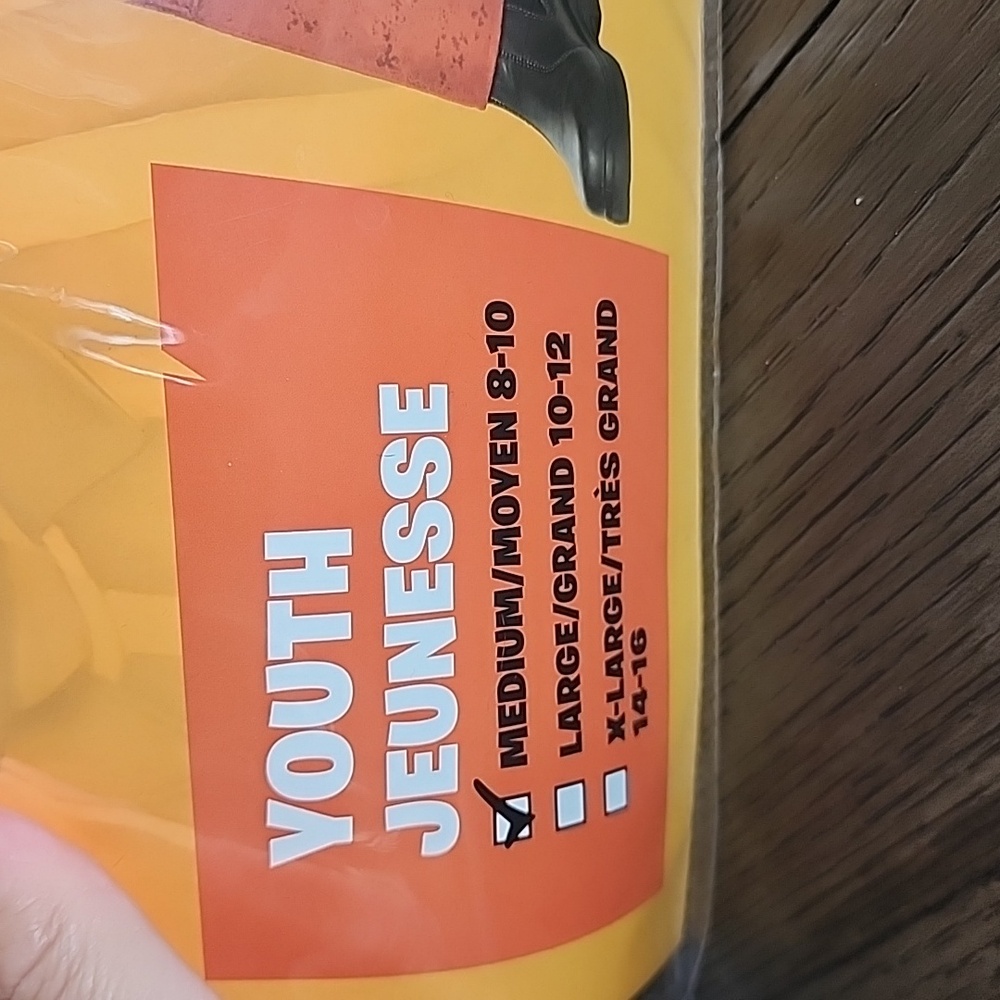 YOUTH
JEUNESSE
MEDIUM/MOYEN 8-10
LARGE/GRAND 10-12
X-LARGE/TRÈS GRAND
14-16